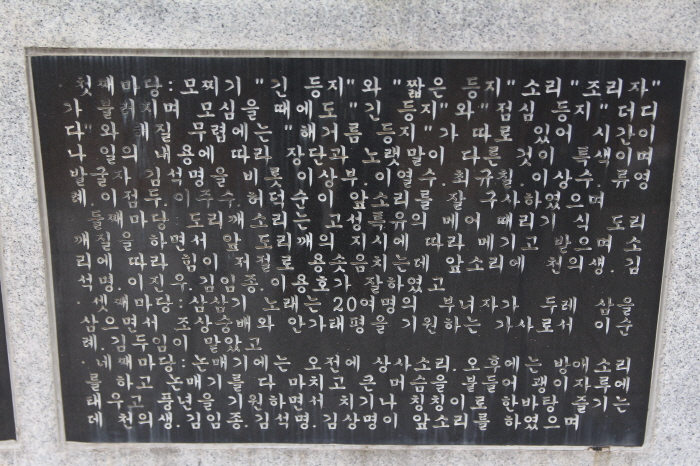 첫째마당:모찌기 "긴 등지"와 "짧은 등지"소리"조리자"
가 불려지며 모심을 때에도 "긴 등지"와"점심 등지" "더디
다"와 해질 무렵에는 "해거름 등지"가 따로 있어 시간이
나 일의 내용에 따라 장단과 노랫말이 다른 것이 특색이며
발굴자 김석명을 비롯 이상부.이열수.최규칠.이상수.류영
례.이점두.이주수.허덕순이 앞소리를 잘 구사하였으며
·둘째마당 도리깨 소리는 고성특유의 메어 때리기 식 도리
깨질을 하면서 앞 도리깨의 지시에 따라 메기고 받으며 소
리 따라 힘이 저절로 용솟음치는데 앞소리에 천의생.김
석명.이진우.김임종.이용호가 잘하였고
·셋째마당:삼삼기 노래는 20여명의 부녀자가 두레 삼을
삼으면서 조상숭배와 안가태평을 기원하는 가사로서 이순
례.김두임이 맡았고
·네째마당:논매기에는 오전에 상사소리.오후에는 방애소리
를 하고 논매기를 다 마치고 큰 머슴을 붙들어 괭이자루에
태우고 풍년을 기원하면서 치기나 칭칭이로 한바탕 즐기는
데 천의생.김임종.김석명.김상명이 앞소리를 하였으며